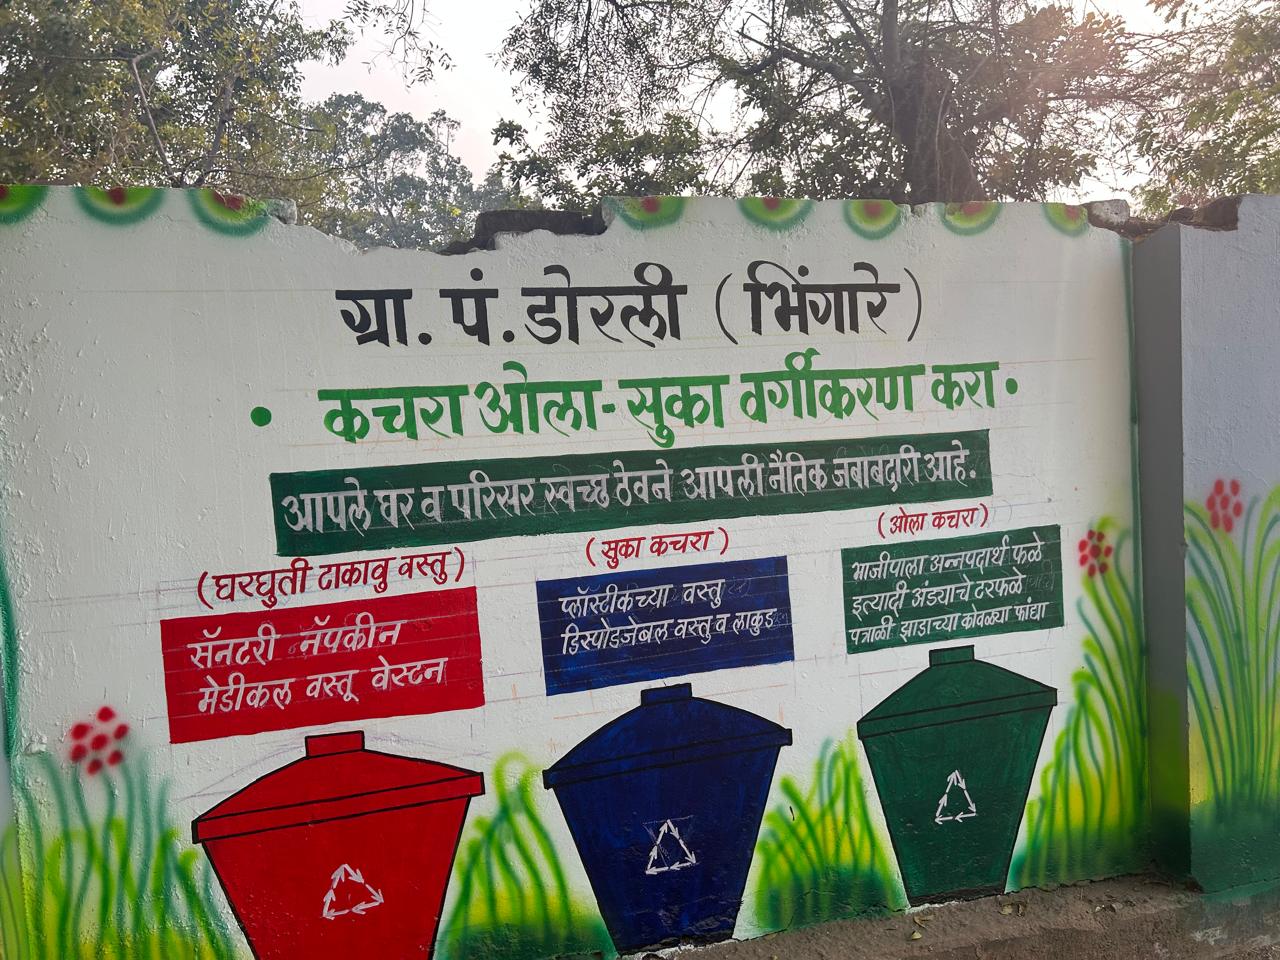 ग्रा. पं. डोरली (भिंगारे)
• कचरा ओला-सुका वर्गीकरण करा •
आपले घर व परिसर स्वच्छ ठेवने आपली नैतिक जबाबदारी आहे.
(घरघुती टाकावु वस्तु)
सॅनटरी नॅपकीन
मेडीकल वस्तू वेस्टन
(सुका कचरा)
प्लॉस्टीकच्या वस्तु
डिस्पोडजेबल वस्तु व लाकुड
(ओला कचरा)
भाजीपाला अन्नपदार्थ फळे
इत्यादी अंड्याचे टरफळे
पत्राळी झाडाच्या कोवळ्या फांद्या